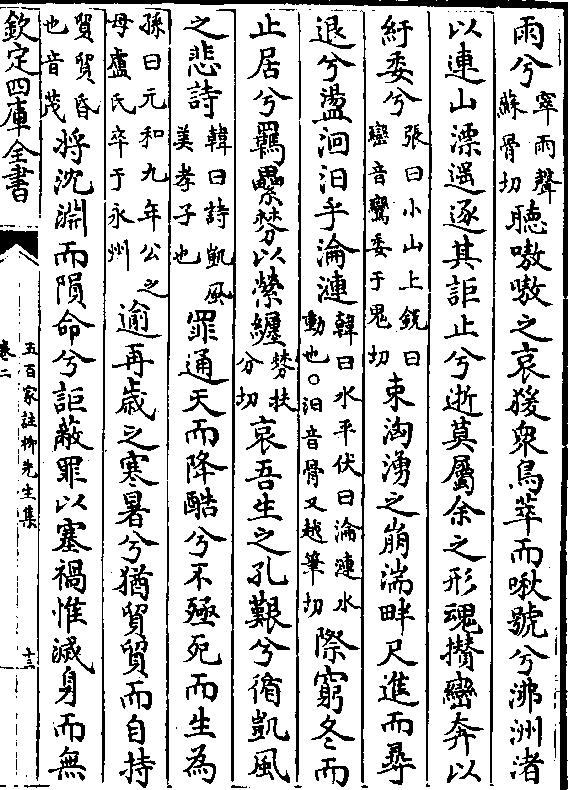 雨兮窣雨聲蘇骨切聽嗷嗷之哀猨衆鳥萃而啾號兮沸洲渚
以連山漂遥逐其詎止兮逝莫屬余之形魂攅巒奔以
紆委兮張曰小山上銳曰巒音鸞委于鬼切束洶湧之崩湍畔尺進而尋
退兮盪洄汩乎淪漣韓曰水平伏曰淪漣水動也○汩音骨又越筆切際窮冬而
止居兮羈纍棼以縈纏棼扶分切哀吾生之孔艱兮循凱風
之悲詩韓曰詩凱風美孝子也罪通天而降酷兮不殛死而生為
孫曰元和九年公之母盧氏卒于永州逾再歲之寒暑兮猶貿貿而自持
貿貿昏也音茂將沈淵而隕命兮詎蔽罪以塞禍惟滅身而無
欽定四庫全書
五百家註柳先生集
卷二
十三